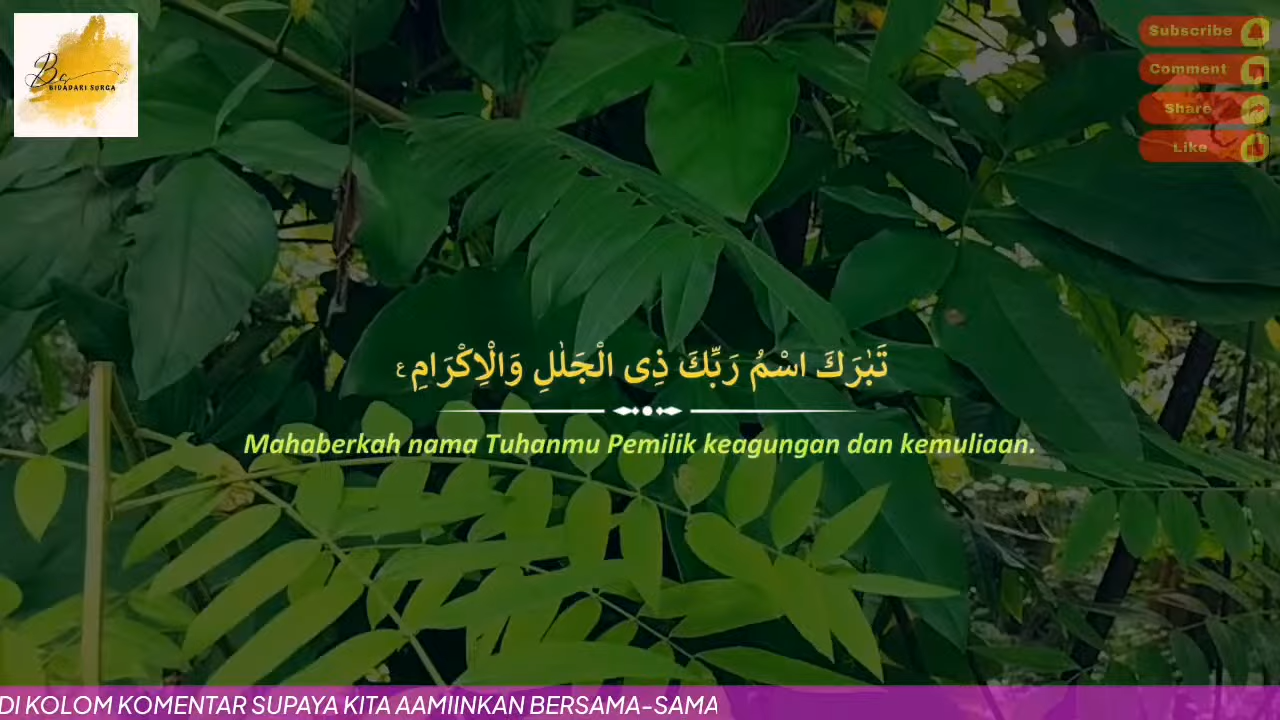 Bs
BIDADARI SURGA
Subscribe
Comment
Share
Like
تَبٰرَكَ اسْمُ رَبِّكَ ذِى الْجَلٰلِ وَالْاِكْرَامِ ࣖ
Mahaberkah nama Tuhanmu Pemilik keagungan dan kemuliaan.
DI KOLOM KOMENTAR SUPAYA KITA AAMIINKAN BERSAMA-SAMA